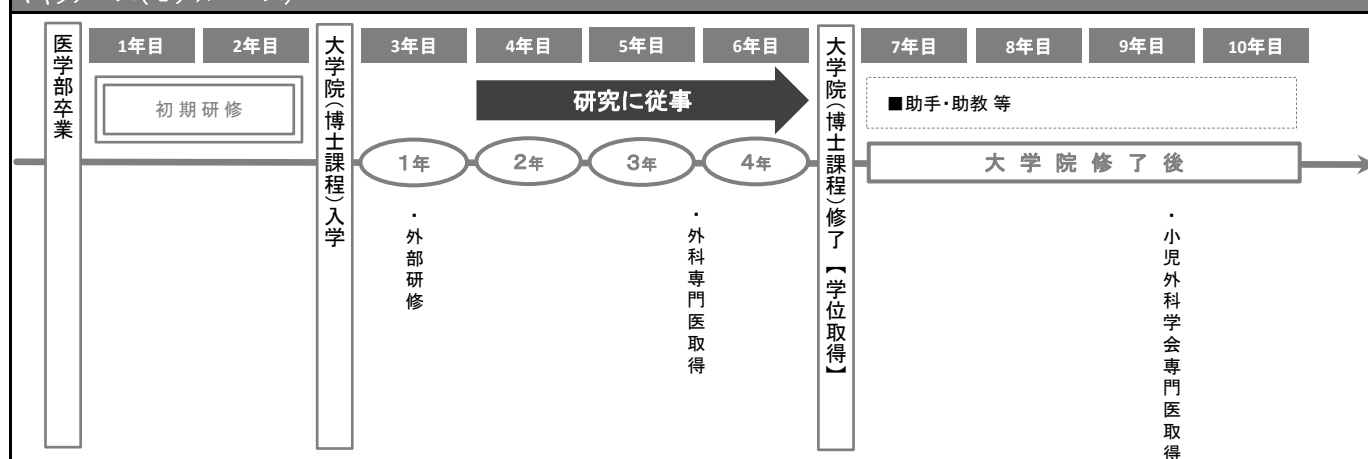 医学部卒業
1年目
2年目
初期研修
大学院(博士課程)入学
3年目
4年目
5年目
6年目
研究に従事
1年
2年
3年
4年
・外部研修
・外科専門医取得
大学院(博士課程)修了【学位取得】
7年目
8年目
9年目
10年目
■助手・助教 等
大学院修了後
・小児外科学会専門医取得